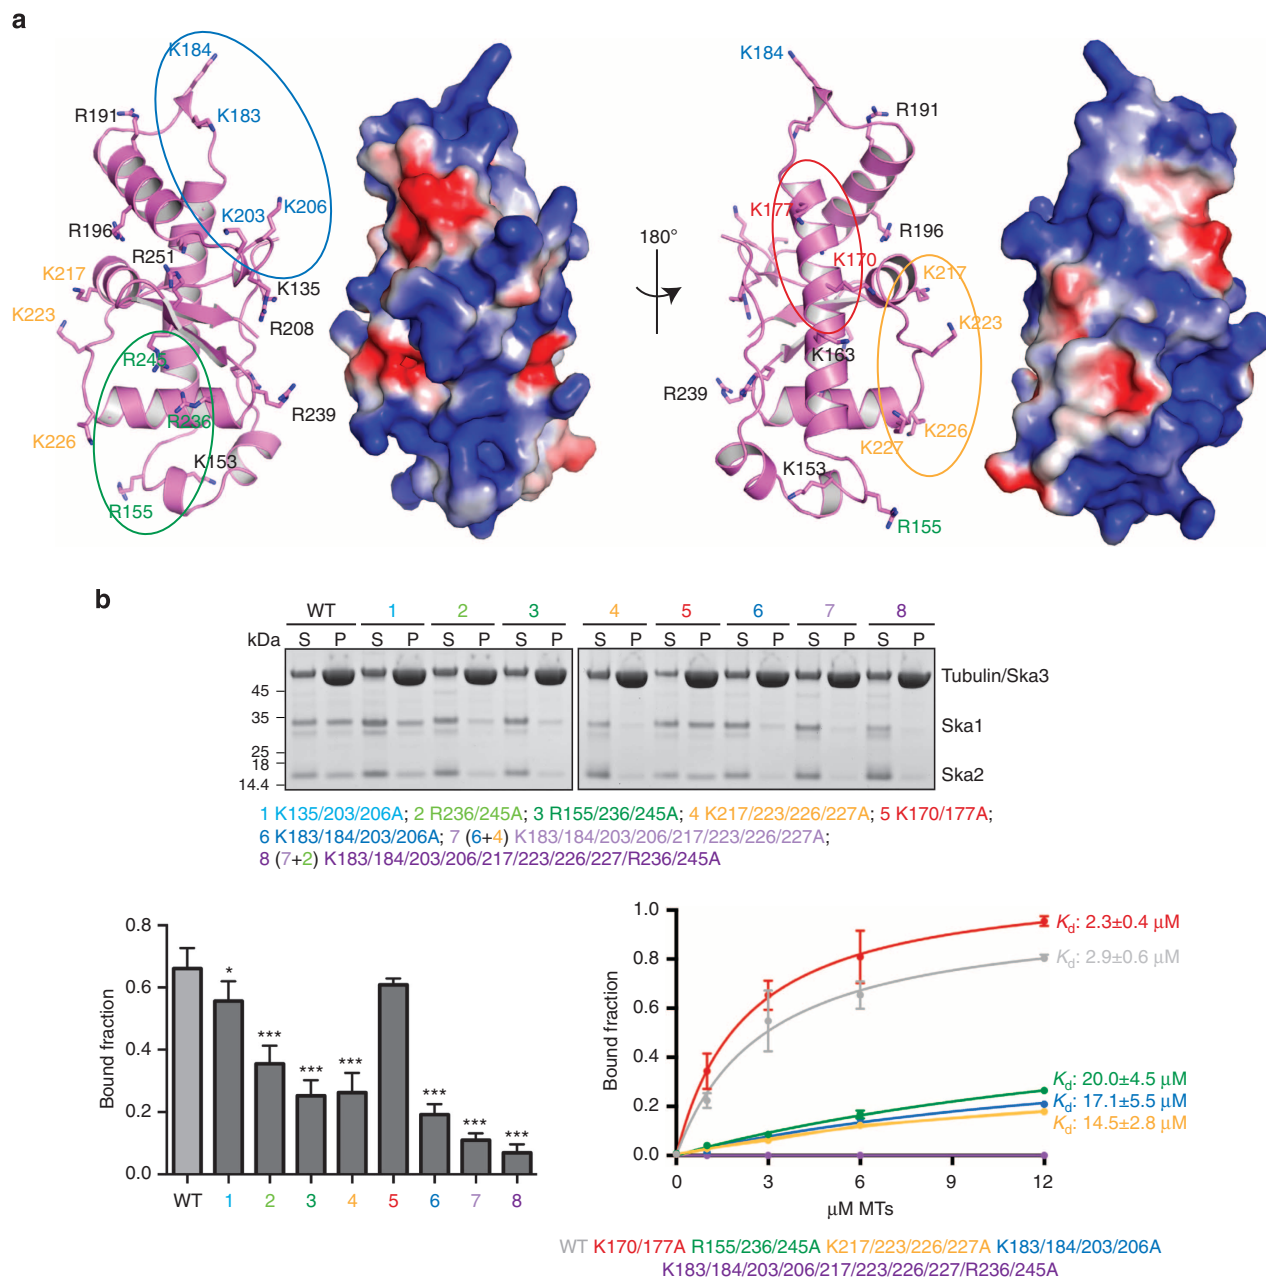 a
K184
K183
R191
K203
K206
R196
R251
K217
K135
K223
R208
R245
R239
R236
K226
K153
R155
180°
K184
R191
K177
R196
K170
K217
K223
K163
R239
K226
K227
K153
R155
b
WT 1 2 3 4 5 6 7 8
kDa S P S P S P S P S P S P S P S P S P
Tubulin/Ska3
45
35
Ska1
25
18
Ska2
14.4
1 K135/203/206A; 2 R236/245A; 3 R155/236/245A; 4 K217/223/226/227A; 5 K170/177A;
6 K183/184/203/206A; 7 (6+4) K183/184/203/206/217/223/226/227A;
8 (7+2) K183/184/203/206/217/223/226/227/R236/245A
Bound fraction
0.8
0.6
0.4
0.2
0.0
*
***
***
***
***
***
***
WT 1 2 3 4 5 6 7 8
Bound fraction
1.0
0.8
0.6
0.4
0.2
0.0
Kd: 2.3±0.4 μM
Kd: 2.9±0.6 μM
Kd: 20.0±4.5 μM
Kd: 17.1±5.5 μM
Kd: 14.5±2.8 μM
0 3 6 9 12
μM MTs
WT K170/177A R155/236/245A K217/223/226/227A K183/184/203/206A
K183/184/203/206/217/223/226/227/R236/245A